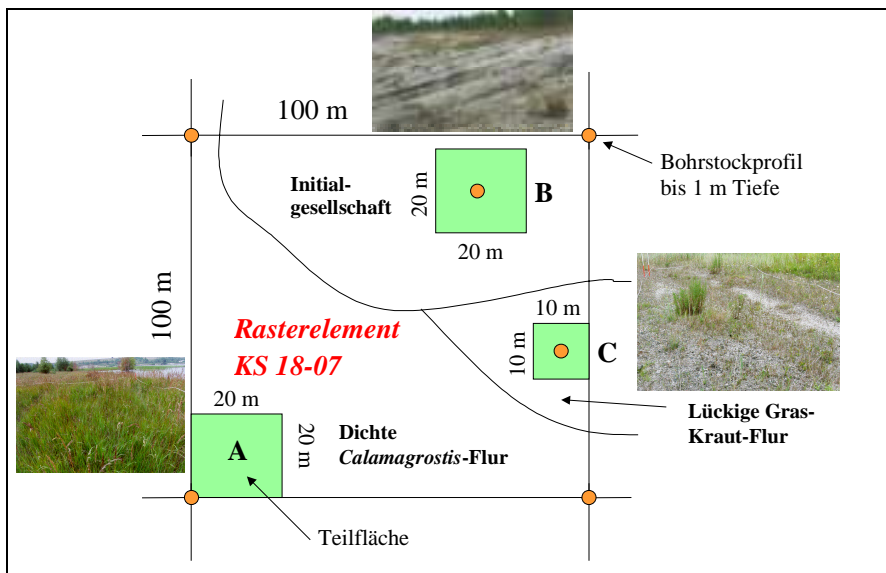 100 m
Bohrstockprofil
bis 1 m Tiefe
Initial-
gesellschaft
20 m
B
20 m
100 m
10 m
Rasterelement
KS 18-07
10 m
C
20 m
Lückige Gras-
Kraut-Flur
A
20 m
Dichte
Calamagrostis-Flur
Teilfläche